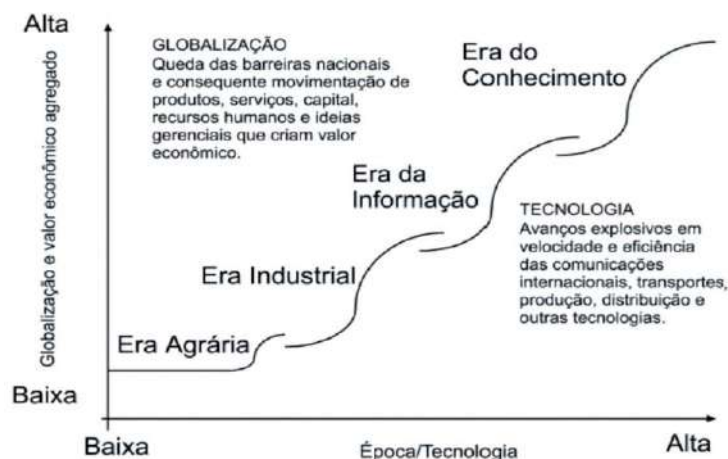 Alta
Globalização e valor econômico agregado
Baixa
GLOBALIZAÇÃO
Queda das barreiras nacionais
e consequente movimentação de
produtos, serviços, capital,
recursos humanos e ideias
gerenciais que criam valor
econômico.
Era do
Conhecimento
Era da
Informação
TECNOLOGIA
Avanços explosivos em
velocidade e eficiência
das comunicações
internacionais, transportes,
produção, distribuição e
outras tecnologias.
Era Industrial
Era Agrária
Baixa
Época/Tecnologia
Alta